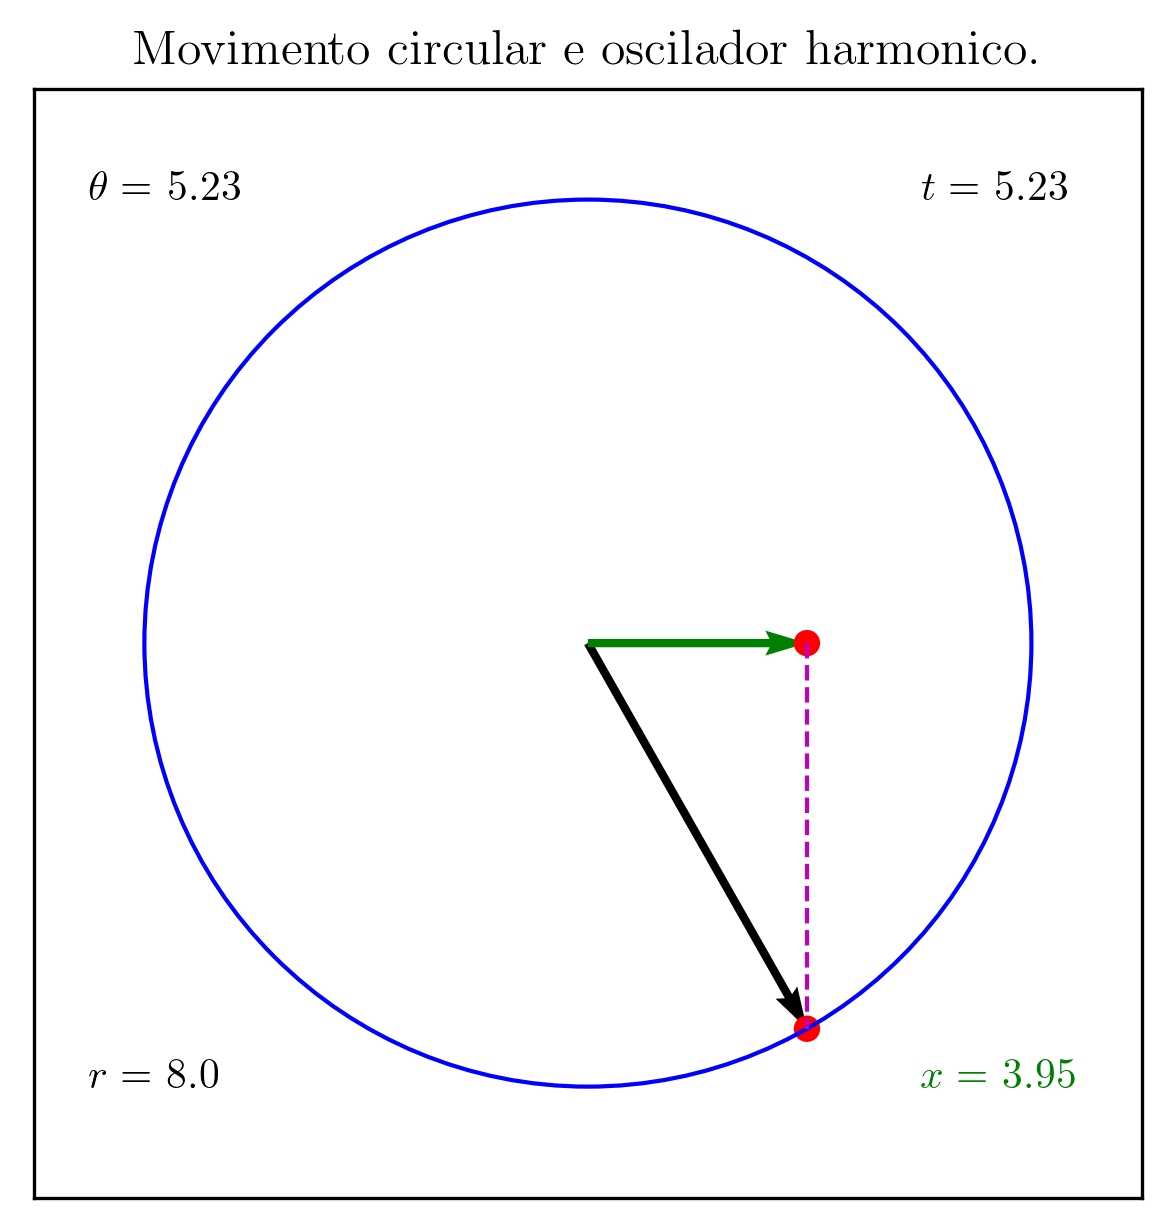 Movimento circular e oscilador harmonico.
θ = 5.23
t = 5.23
r = 8.0
x = 3.95